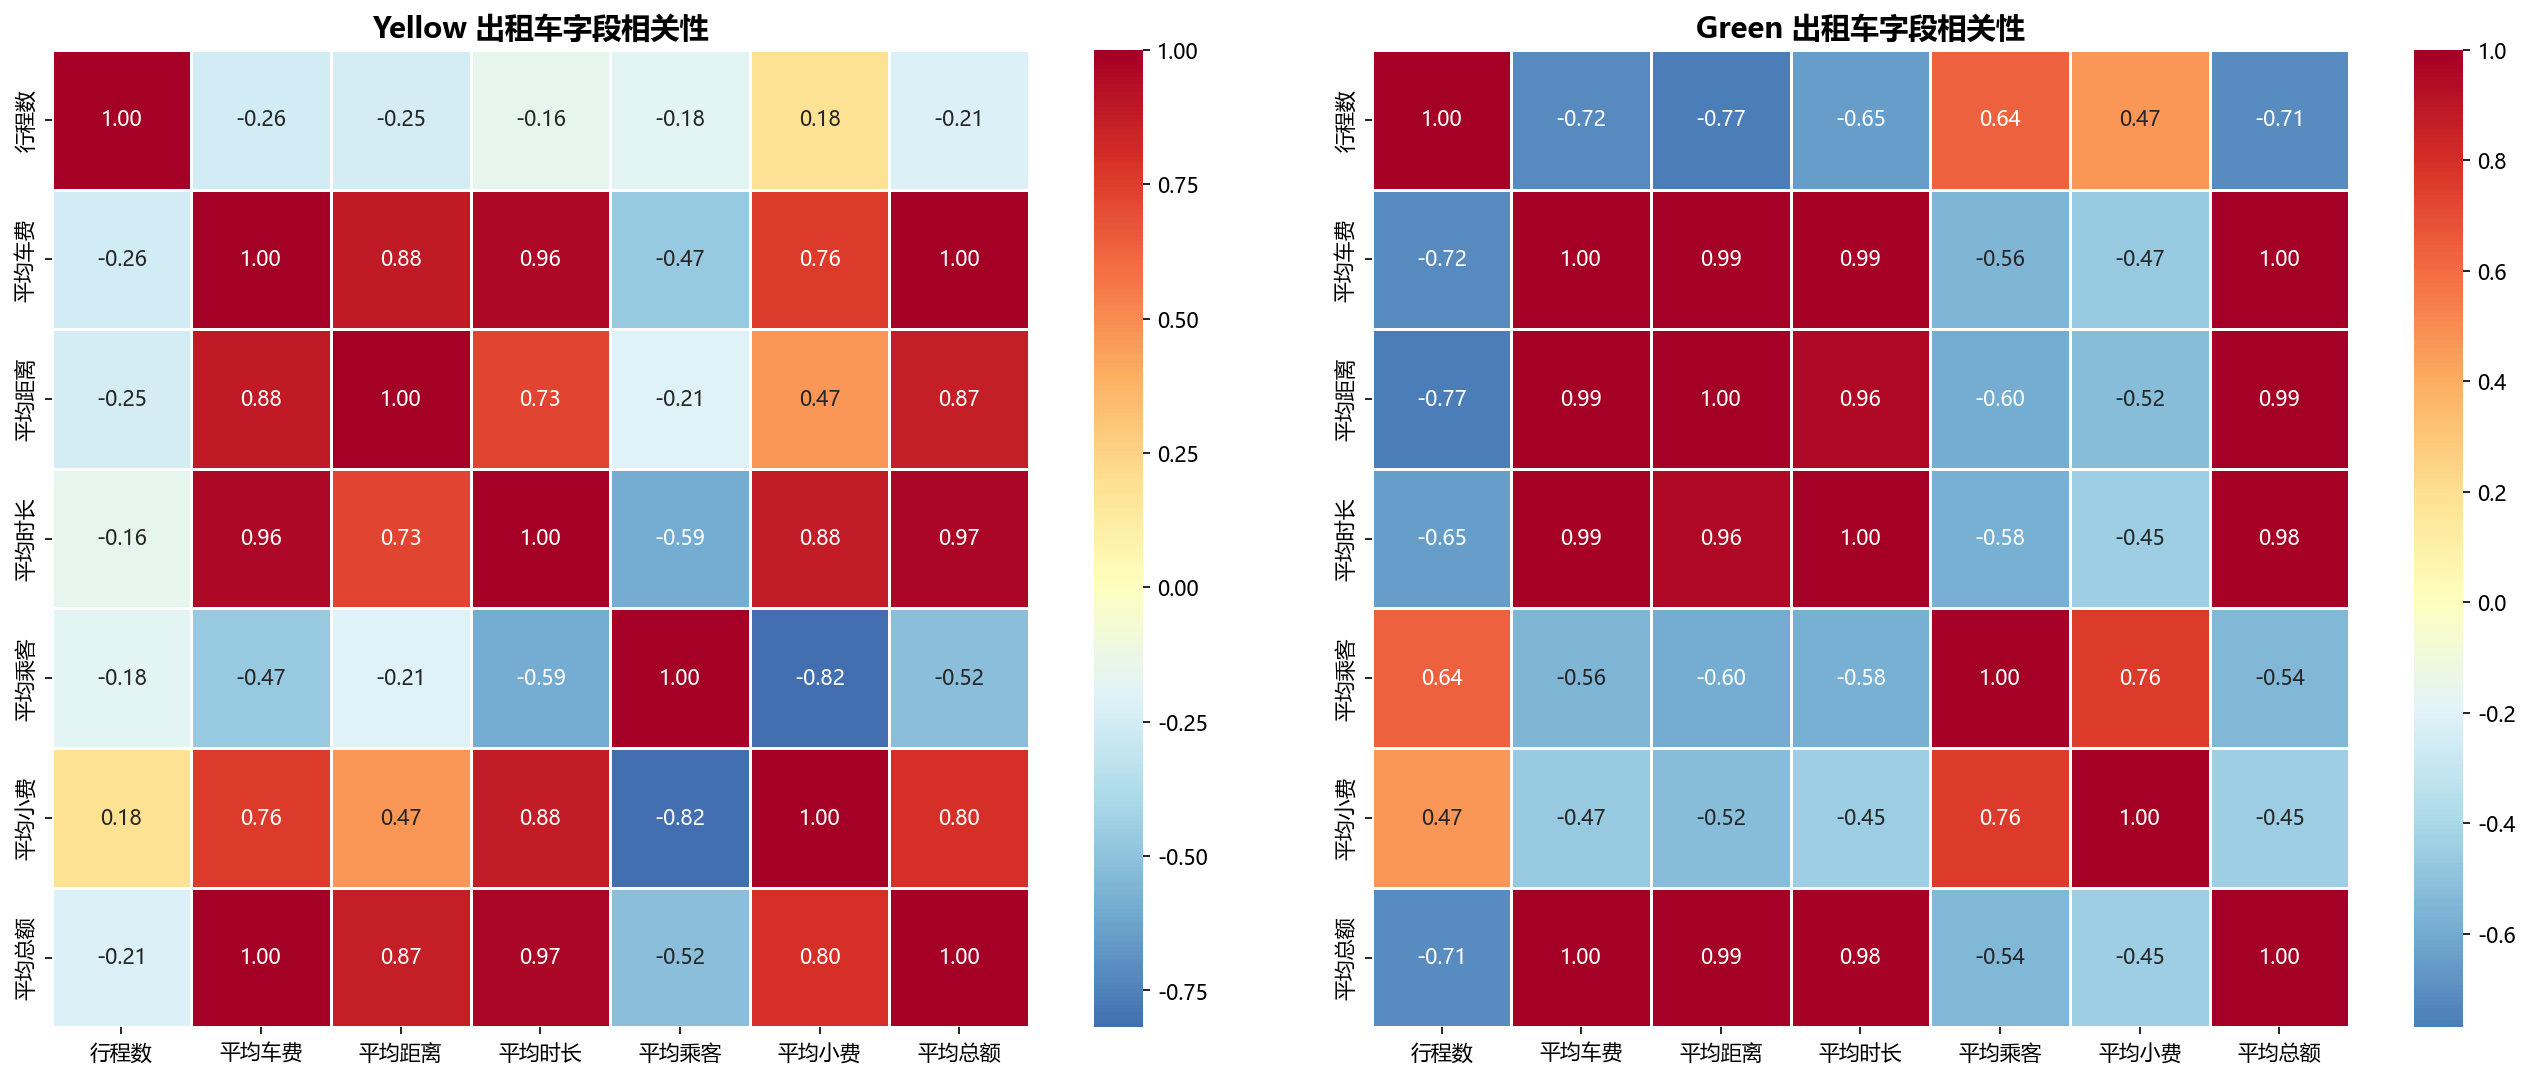 Yellow 出租车字段相关性
行程数 1.00 -0.26 -0.25 -0.16 -0.18 0.18 -0.21
平均车费 -0.26 1.00 0.88 0.96 -0.47 0.76 1.00
平均距离 -0.25 0.88 1.00 0.73 -0.21 0.47 0.87
平均时长 -0.16 0.96 0.73 1.00 -0.59 0.88 0.97
平均乘客 -0.18 -0.47 -0.21 -0.59 1.00 -0.82 -0.52
平均小费 0.18 0.76 0.47 0.88 -0.82 1.00 0.80
平均总额 -0.21 1.00 0.87 0.97 -0.52 0.80 1.00
行程数 平均车费 平均距离 平均时长 平均乘客 平均小费 平均总额
1.00
0.75
0.50
0.25
0.00
-0.25
-0.50
-0.75
Green 出租车字段相关性
行程数 1.00 -0.72 -0.77 -0.65 0.64 0.47 -0.71
平均车费 -0.72 1.00 0.99 0.99 -0.56 -0.47 1.00
平均距离 -0.77 0.99 1.00 0.96 -0.60 -0.52 0.99
平均时长 -0.65 0.99 0.96 1.00 -0.58 -0.45 0.98
平均乘客 0.64 -0.56 -0.60 -0.58 1.00 0.76 -0.54
平均小费 0.47 -0.47 -0.52 -0.45 0.76 1.00 -0.45
平均总额 -0.71 1.00 0.99 0.98 -0.54 -0.45 1.00
行程数 平均车费 平均距离 平均时长 平均乘客 平均小费 平均总额
1.0
0.8
0.6
0.4
0.2
0.0
-0.2
-0.4
-0.6